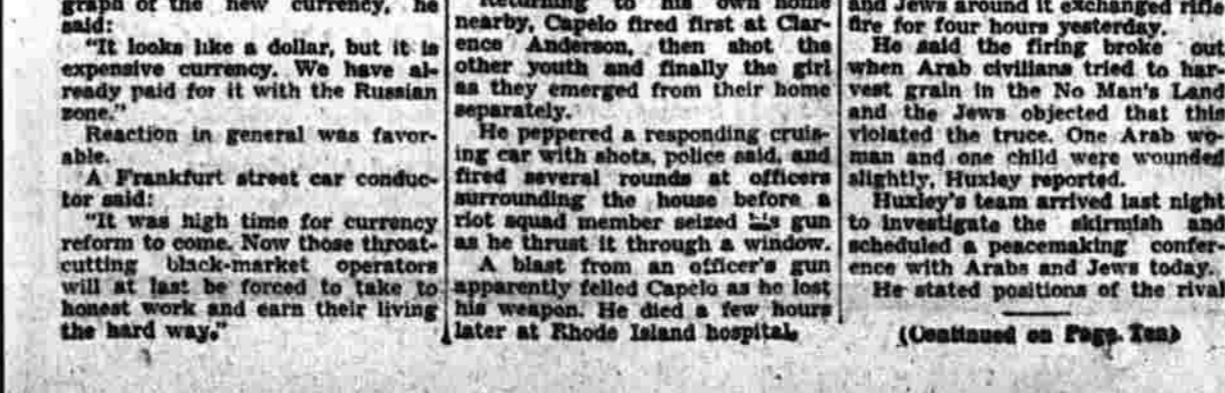 graph of the new currency, he
said:
"It looks like a dollar, but it is
expensive currency. We have al-
ready paid for it with the Russian
zone."
Reaction in general was favor-
able.
A Frankfurt street car conduc-
tor said:
"It was high time for currency
reform to come. Now those throat-
cutting black-market operators
will at last be forced to take to
honest work and earn their living
the hard way."
Returning to his own home
nearby, Capelo fired first at Clar-
ence Anderson, then shot the
other youth and finally the girl
as they emerged from their home
separately.
He peppered a responding cruis-
ing car with shots, police said, and
fired several rounds at officers
surrounding the house before a
riot squad member seized his gun
as he thrust it through a window.
A blast from an officer's gun
apparently felled Capelo as he lost
his weapon. He died a few hours
later at Rhode Island hospital.
and Jews around it exchanged rifle
fire for four hours yesterday.
He said the firing broke out
when Arab civilians tried to har-
vest grain in the No Man's Land
and the Jews objected that this
violated the truce. One Arab wo-
man and one child were wounded
slightly, Huxley reported.
Huxley's team arrived last night
to investigate the skirmish and
scheduled a peacemaking confer-
ence with Arabs and Jews today.
He stated positions of the rival
(Continued on Page Ten)